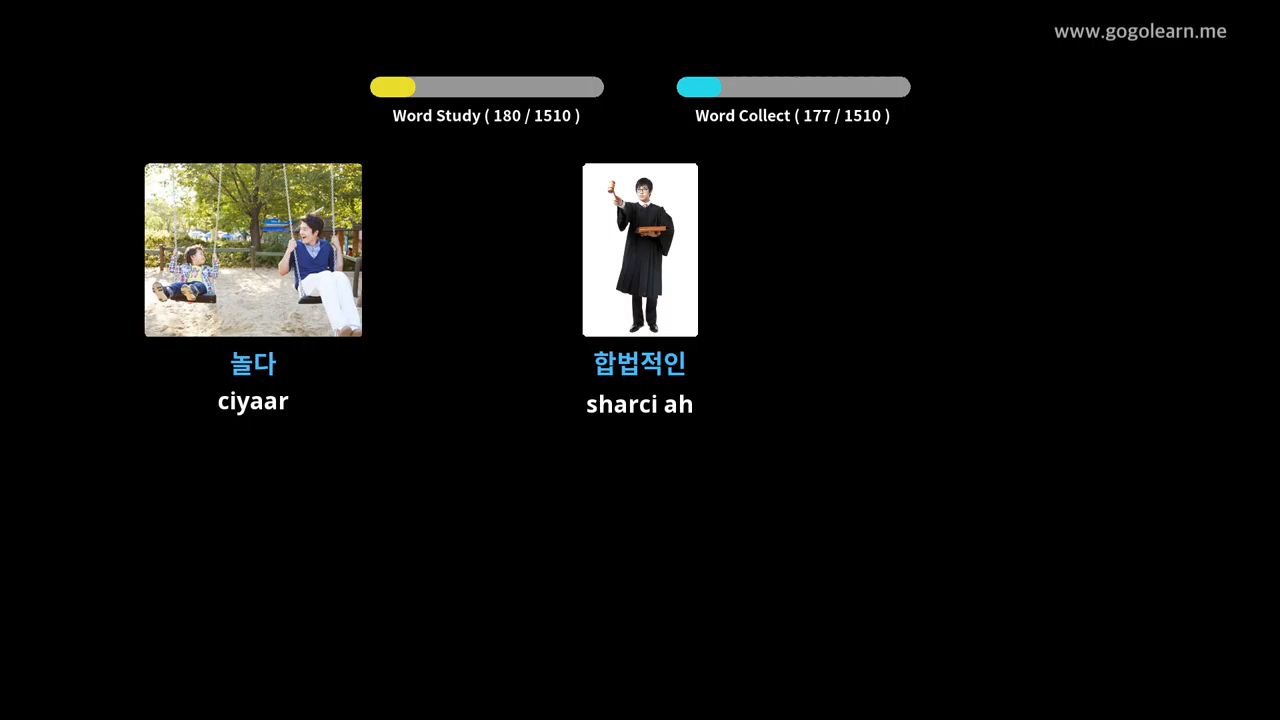 www.gogolearn.me
Word Study ( 180 / 1510 )
Word Collect ( 177 / 1510 )
놀다
ciyaar
합법적인
sharci ah